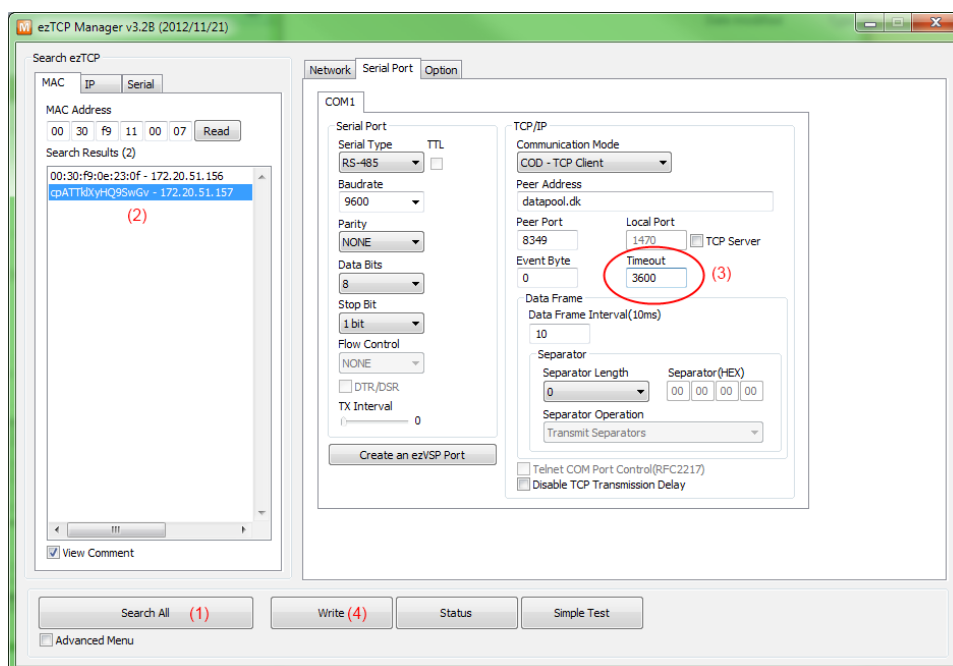 ezTCP Manager v3.2B (2012/11/21)
Search ezTCP
MAC IP Serial
MAC Address
00 30 f9 11 00 07 Read
Search Results (2)
00:30:f9:0e:23:0f - 172.20.51.156
cpATTklXyHQ9SwGv - 172.20.51.157
(2)
View Comment
Network Serial Port Option
COM1
Serial Port
Serial Type TTL
RS-485
Baudrate
9600
Parity
NONE
Data Bits
8
Stop Bit
1 bit
Flow Control
NONE
DTR/DSR
TX Interval
0
Create an ezVSP Port
TCP/IP
Communication Mode
COD - TCP Client
Peer Address
datapool.dk
Peer Port Local Port
8349 1470 TCP Server
Event Byte Timeout
0 3600 (3)
Data Frame
Data Frame Interval(10ms)
10
Separator
Separator Length Separator(HEX)
0 00 00 00 00
Separator Operation
Transmit Separators
Telnet COM Port Control(RFC2217)
Disable TCP Transmission Delay
Search All (1) Write (4) Status Simple Test
Advanced Menu